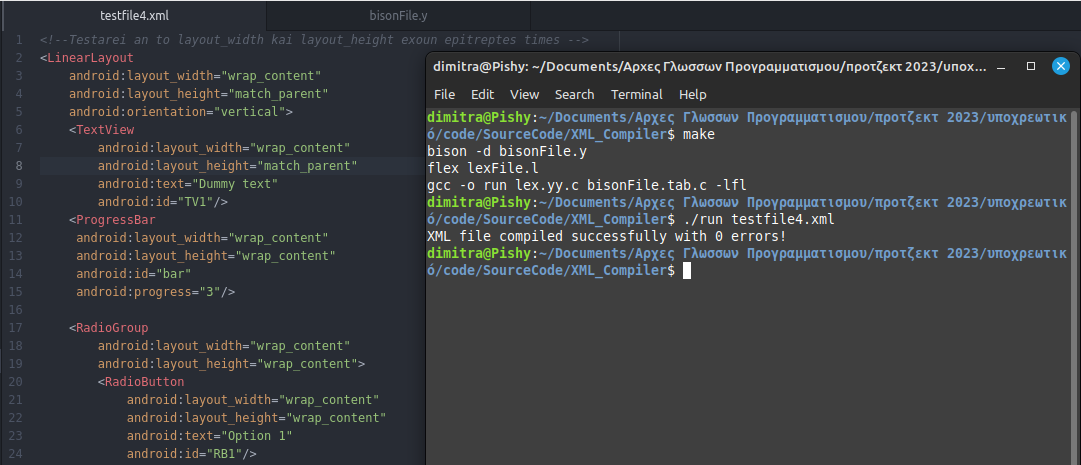 testfile4.xml
bisonFile.y
1 <!--Testarei an to layout_width kai layout_height exoun epitreptes times -->
2 <LinearLayout
3 android:layout_width="wrap_content"
4 android:layout_height="match_parent"
5 android:orientation="vertical">
6 <TextView
7 android:layout_width="wrap_content"
8 android:layout_height="match_parent"
9 android:text="Dummy text"
10 android:id="TV1"/>
11 <ProgressBar
12 android:layout_width="wrap_content"
13 android:layout_height="wrap_content"
14 android:id="bar"
15 android:progress="3"/>
16
17 <RadioGroup
18 android:layout_width="wrap_content"
19 android:layout_height="wrap_content">
20 <RadioButton
21 android:layout_width="wrap_content"
22 android:layout_height="wrap_content"
23 android:text="Option 1"
24 android:id="RB1"/>
dimitra@Pishy: ~/Documents/Αρχες Γλωσσων Προγραμματισμου/προτζεκτ 2023/υποχ...
File Edit View Search Terminal Help
dimitra@Pishy:~/Documents/Αρχες Γλωσσων Προγραμματισμου/προτζεκτ 2023/υποχρεωτικ
ό/code/SourceCode/XML_Compiler$ make
bison -d bisonFile.y
flex lexFile.l
gcc -o run lex.yy.c bisonFile.tab.c -lfl
dimitra@Pishy:~/Documents/Αρχες Γλωσσων Προγραμματισμου/προτζεκτ 2023/υποχρεωτικ
ό/code/SourceCode/XML_Compiler$ ./run testfile4.xml
XML file compiled successfully with 0 errors!
dimitra@Pishy:~/Documents/Αρχες Γλωσσων Προγραμματισμου/προτζεκτ 2023/υποχρεωτικ
ό/code/SourceCode/XML_Compiler$